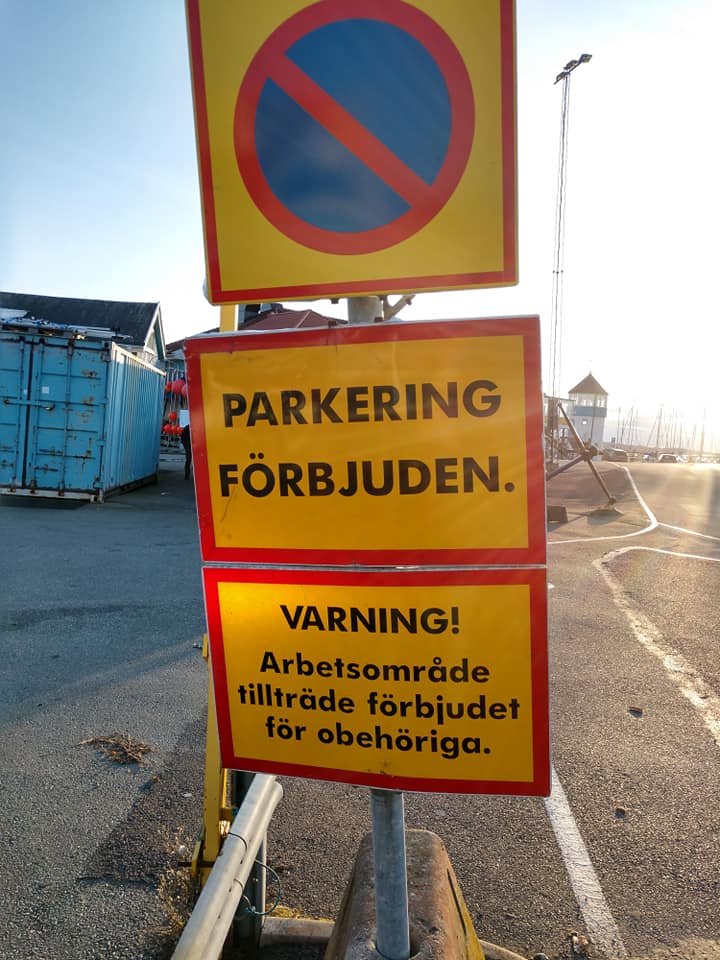 PARKERING
FÖRBJUDEN.
VARNING!
Arbetsområde
tillträde förbjudet
för obehöriga.